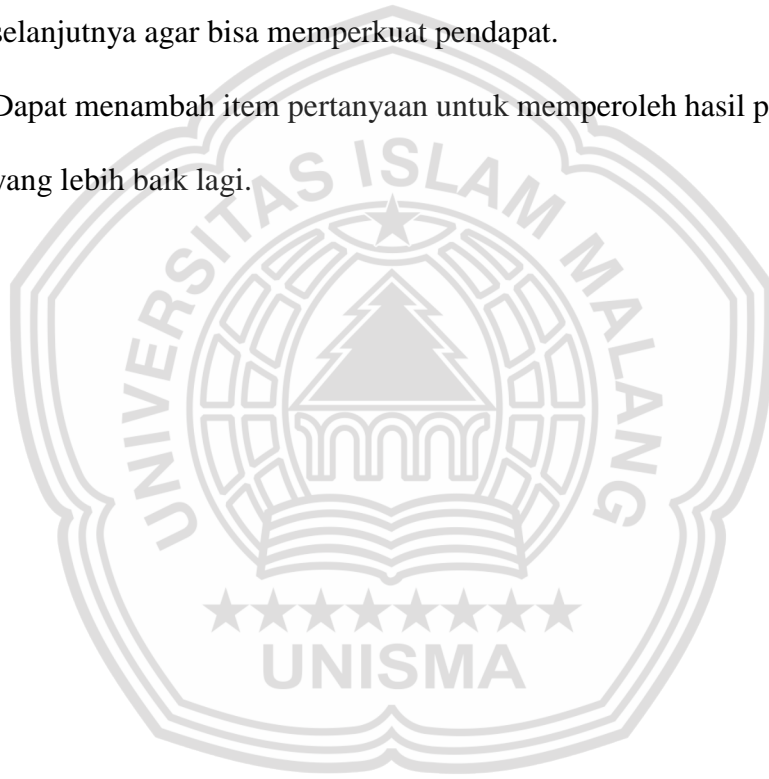 selanjutnya agar bisa memperkuat pendapat.
Dapat menambah item pertanyaan untuk memperoleh hasil
yang lebih baik lagi.
UNIVERSITAS ISLAM MALANG
UNISMA